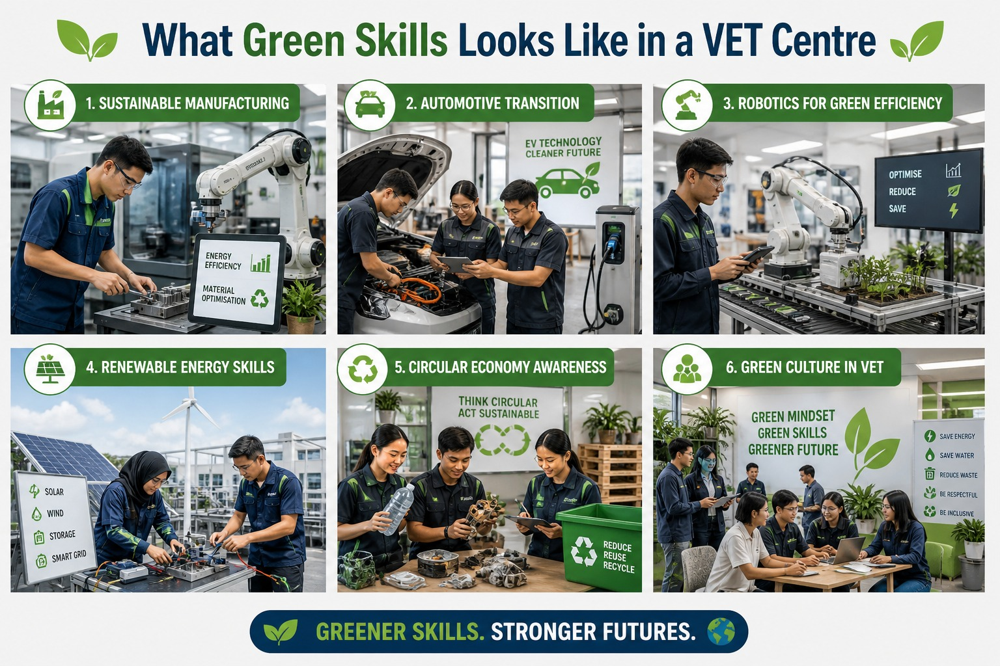 What Green Skills Looks Like in a VET Centre
1. SUSTAINABLE MANUFACTURING
ENERGY
EFFICIENCY
MATERIAL
OPTIMISATION
2. AUTOMOTIVE TRANSITION
EV TECHNOLOGY
CLEANER FUTURE
3. ROBOTICS FOR GREEN EFFICIENCY
OPTIMISE
REDUCE
SAVE
4. RENEWABLE ENERGY SKILLS
SOLAR
WIND
STORAGE
SMART GRID
5. CIRCULAR ECONOMY AWARENESS
THINK CIRCULAR
ACT SUSTAINABLE
REDUCE
REUSE
RECYCLE
6. GREEN CULTURE IN VET
GREEN MINDSET
GREEN SKILLS
GREENER FUTURE
SAVE ENERGY
SAVE WATER
REDUCE WASTE
BE RESPECTFUL
BE INCLUSIVE
GREENER SKILLS. STRONGER FUTURES.